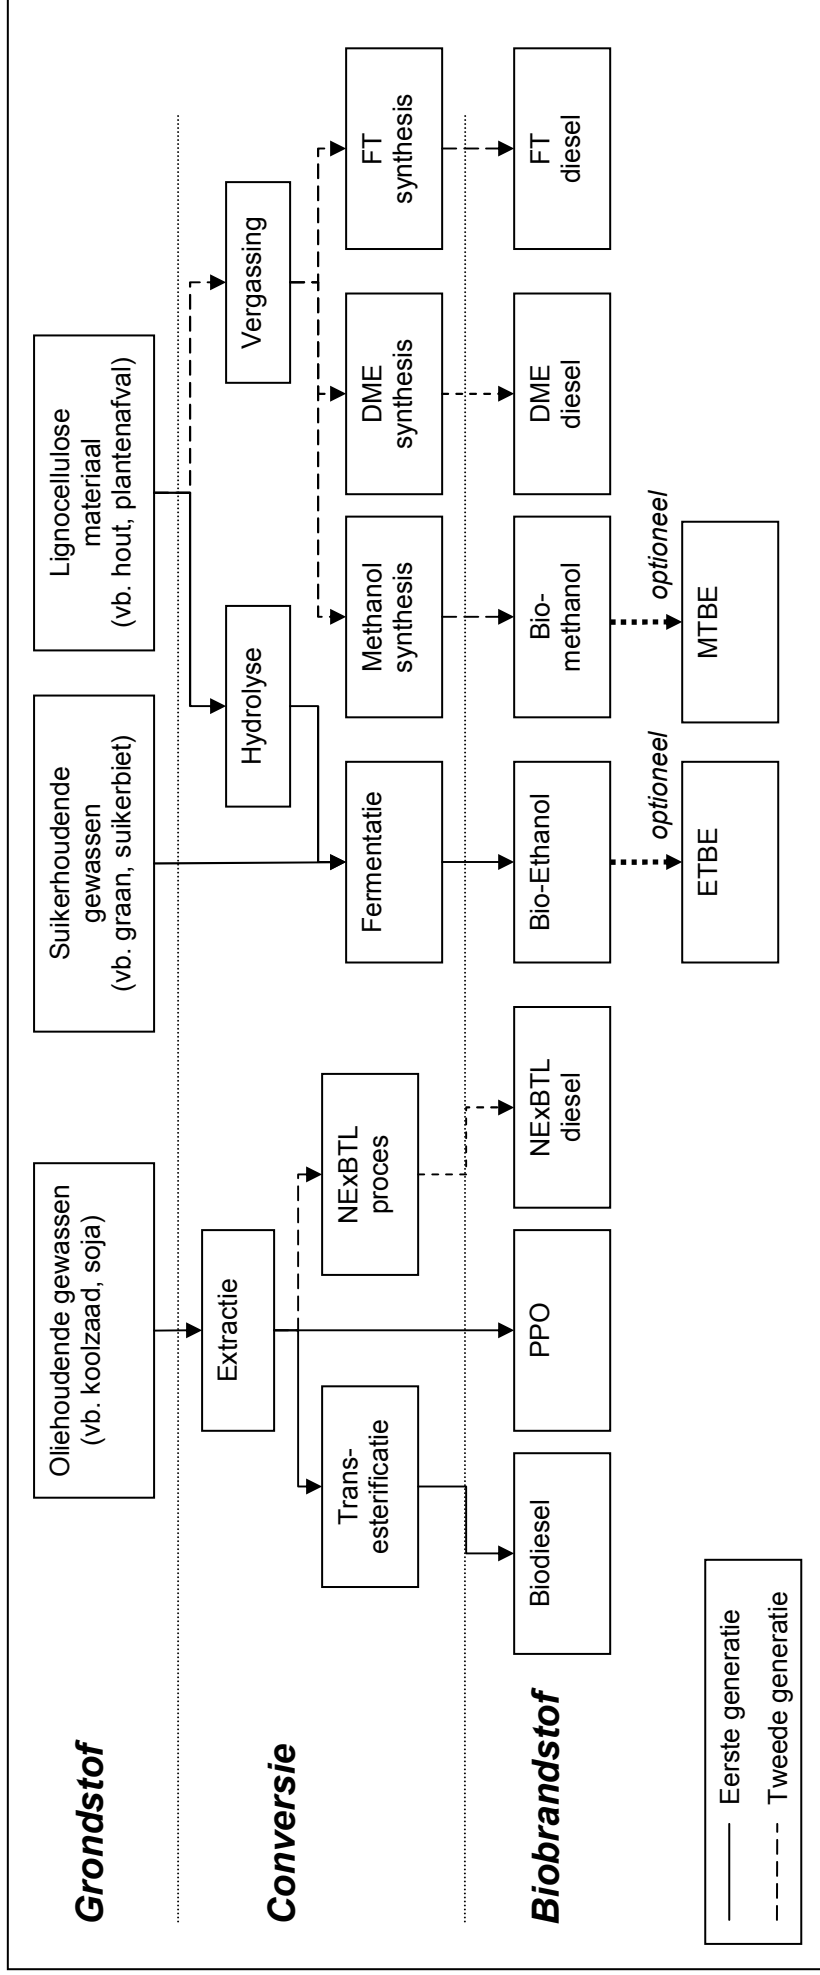 Grondstof
Oliehoudende gewassen
(vb. koolzaad, soja)
Suikerhoudende
gewassen
(vb. graan, suikerbiet)
Lignocellulose
materiaal
(vb. hout, plantenafval)
Conversie
Extractie
Hydrolyse
Vergassing
Trans-
esterificatie
NExBTL
proces
Fermentatie
Methanol
synthesis
DME
synthesis
FT
synthesis
Biobrandstof
Biodiesel
PPO
NExBTL
diesel
Bio-Ethanol
Bio-
methanol
DME
diesel
FT
diesel
optioneel
optioneel
ETBE
MTBE
Eerste generatie
Tweede generatie